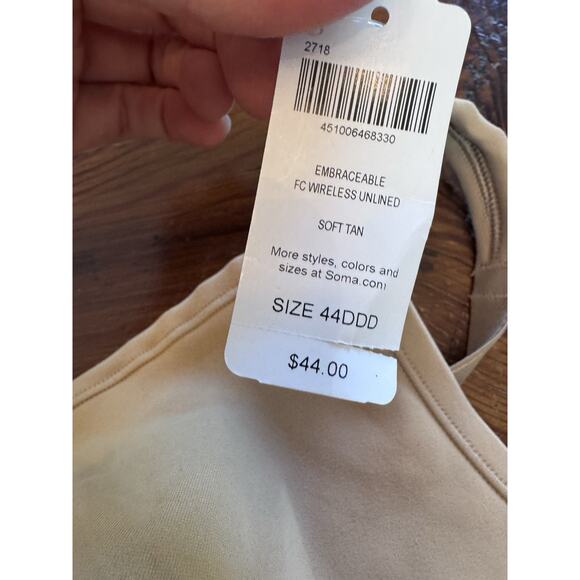 2718
451006468330
EMBRACEABLE
FC WIRELESS UNLINED
SOFT TAN
More styles, colors and
sizes at Soma.com
SIZE 44DDD
$44.00